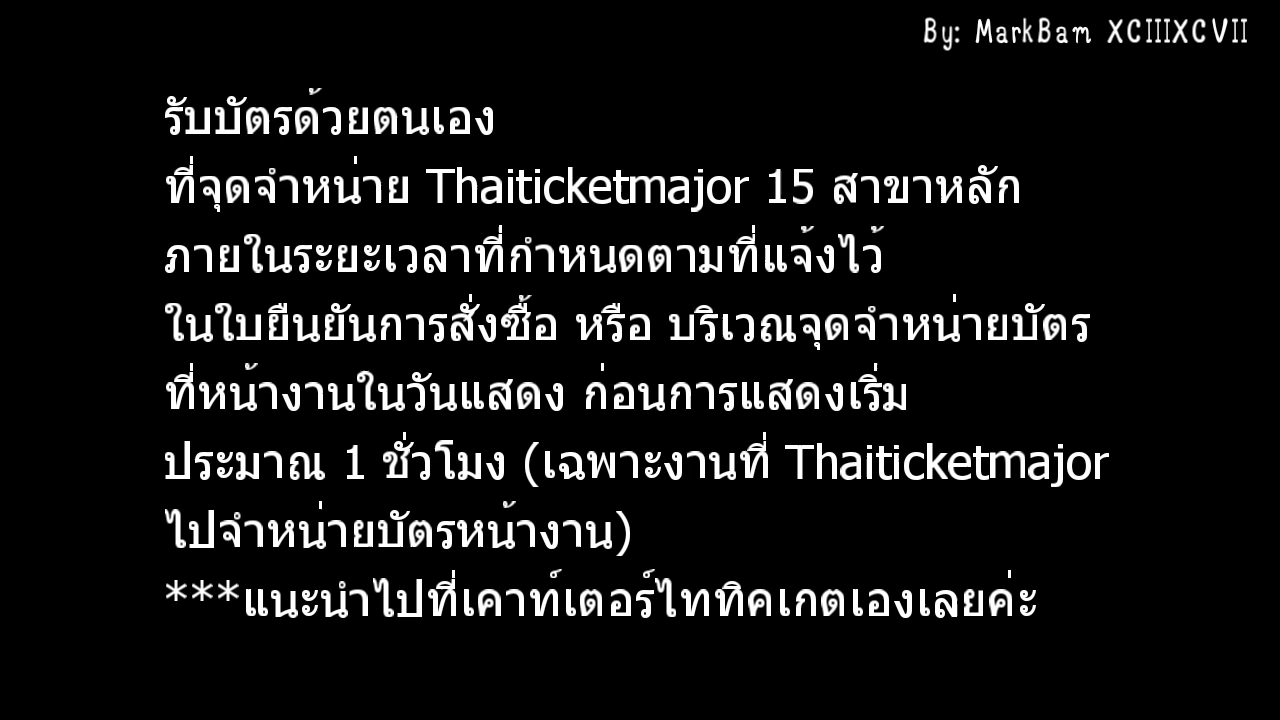 By: MarkBam XCIIIXCVII
รับบัตรด้วยตนเอง
ที่จุดจำหน่าย Thaiticketmajor 15 สาขาหลัก
ภายในระยะเวลาที่กำหนดตามที่แจ้งไว้
ในใบยืนยันการสั่งซื้อ หรือ บริเวณจุดจำหน่ายบัตร
ที่หน้างานในวันแสดง ก่อนการแสดงเริ่ม
ประมาณ 1 ชั่วโมง (เฉพาะงานที่ Thaiticketmajor
ไปจำหน่ายบัตรหน้างาน)
***แนะนำไปที่เคาท์เตอร์ไททิคเกตเองเลยค่ะ